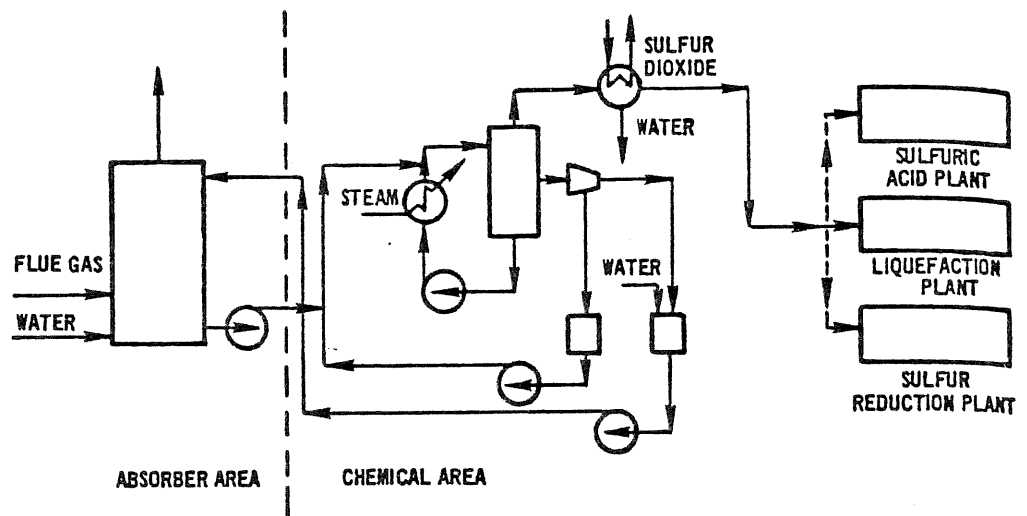 SULFUR
DIOXIDE
WATER
STEAM
SULFURIC
ACID PLANT
FLUE GAS
WATER
WATER
LIQUEFACTION
PLANT
SULFUR
REDUCTION PLANT
ABSORBER AREA
CHEMICAL AREA